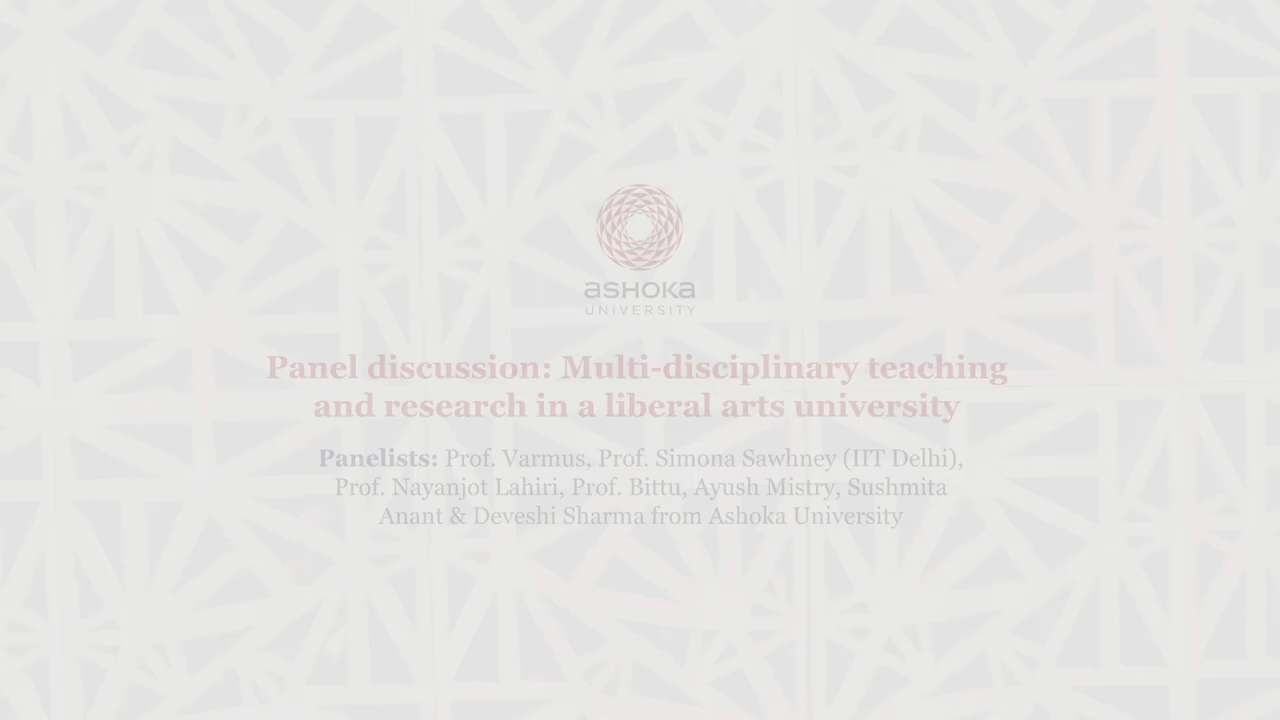 ASHOKA
UNIVERSITY
Panel discussion: Multi-disciplinary teaching
and research in a liberal arts university
Panelists: Prof. Varmus, Prof. Simona Sawhney (IIT Delhi),
Prof. Nayanjot Lahiri, Prof. Bittu, Ayush Mistry, Sushmita
Anant & Deveshi Sharma from Ashoka University